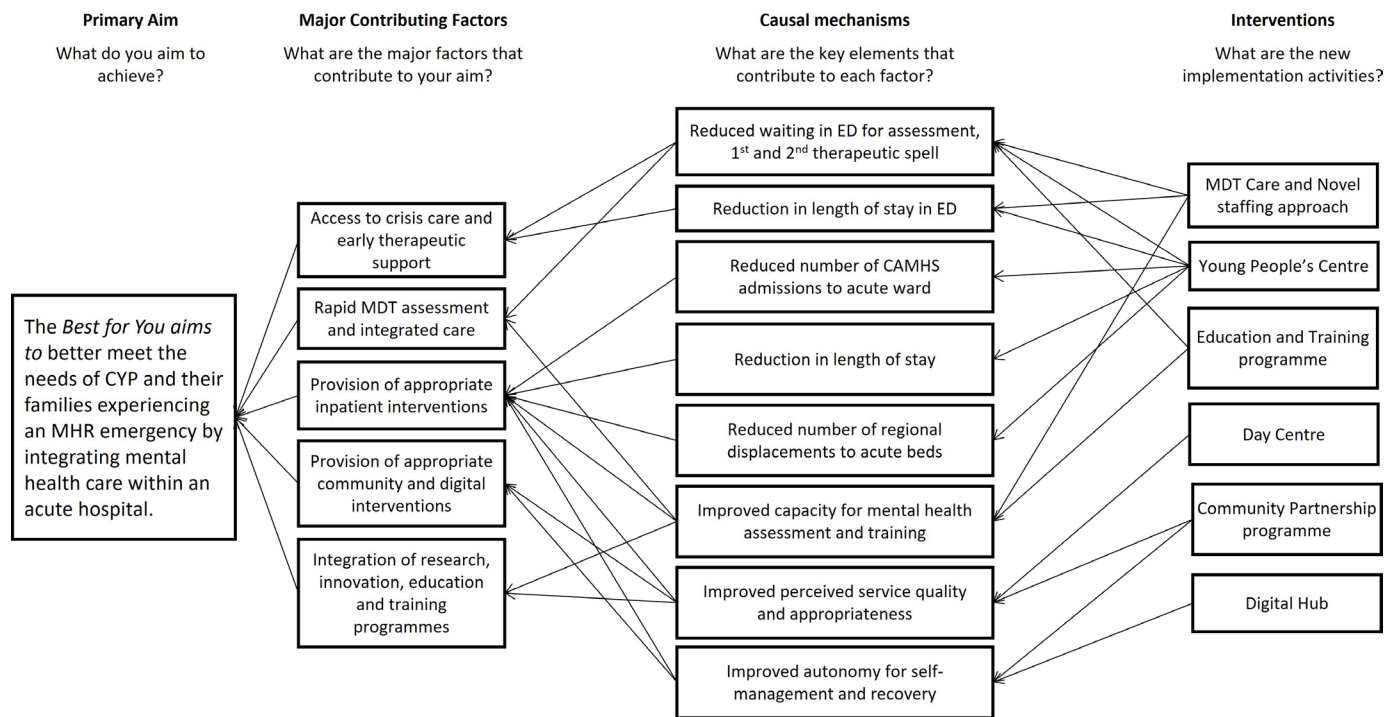 Primary Aim
What do you aim to
achieve?
Major Contributing Factors
What are the major factors that
contribute to your aim?
Causal mechanisms
What are the key elements that
contribute to each factor?
Interventions
What are the new
implementation activities?
The Best for You aims
to better meet the
needs of CYP and their
families experiencing
an MHR emergency by
integrating mental
health care within an
acute hospital.
Access to crisis care and
early therapeutic
support
Rapid MDT assessment
and integrated care
Provision of appropriate
inpatient interventions
Provision of appropriate
community and digital
interventions
Integration of research,
innovation, education
and training
programmes
Reduced waiting in ED for assessment,
1st and 2nd therapeutic spell
Reduction in length of stay in ED
Reduced number of CAMHS
admissions to acute ward
Reduction in length of stay
Reduced number of regional
displacements to acute beds
Improved capacity for mental health
assessment and training
Improved perceived service quality
and appropriateness
Improved autonomy for self-
management and recovery
MDT Care and Novel
staffing approach
Young People's Centre
Education and Training
programme
Day Centre
Community Partnership
programme
Digital Hub